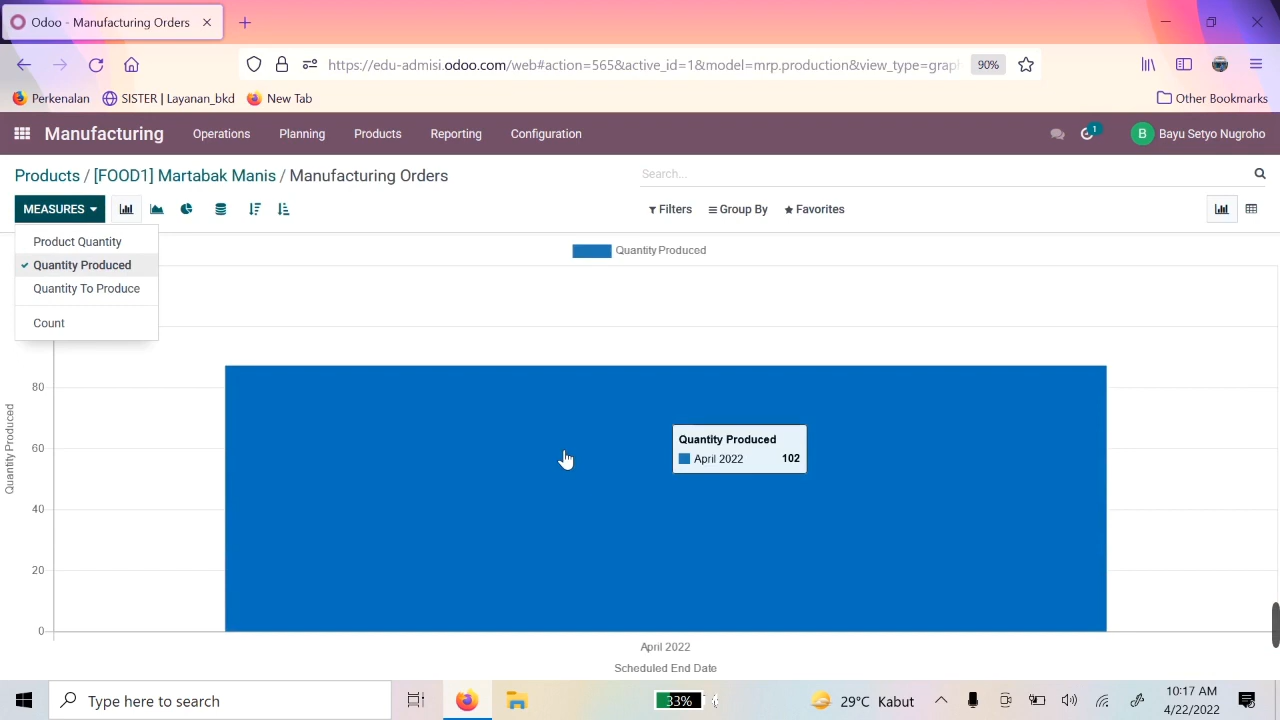 Odoo - Manufacturing Orders
https://edu-admisi.odoo.com/web#action=565&active_id=1&model=mrp.production&view_type=graph
90%
Perkenalan
SISTER | Layanan_bkd
New Tab
Other Bookmarks
Manufacturing
Operations
Planning
Products
Reporting
Configuration
1
B
Bayu Setyo Nugroho
Products / [FOOD1] Martabak Manis / Manufacturing Orders
Search...
MEASURES
Filters
Group By
Favorites
Product Quantity
Quantity Produced
Quantity To Produce
Count
Quantity Produced
80
60
40
20
0
Quantity Produced
Quantity Produced
April 2022 102
April 2022
Scheduled End Date
Type here to search
33%
29°C Kabut
10:17 AM
4/22/2022